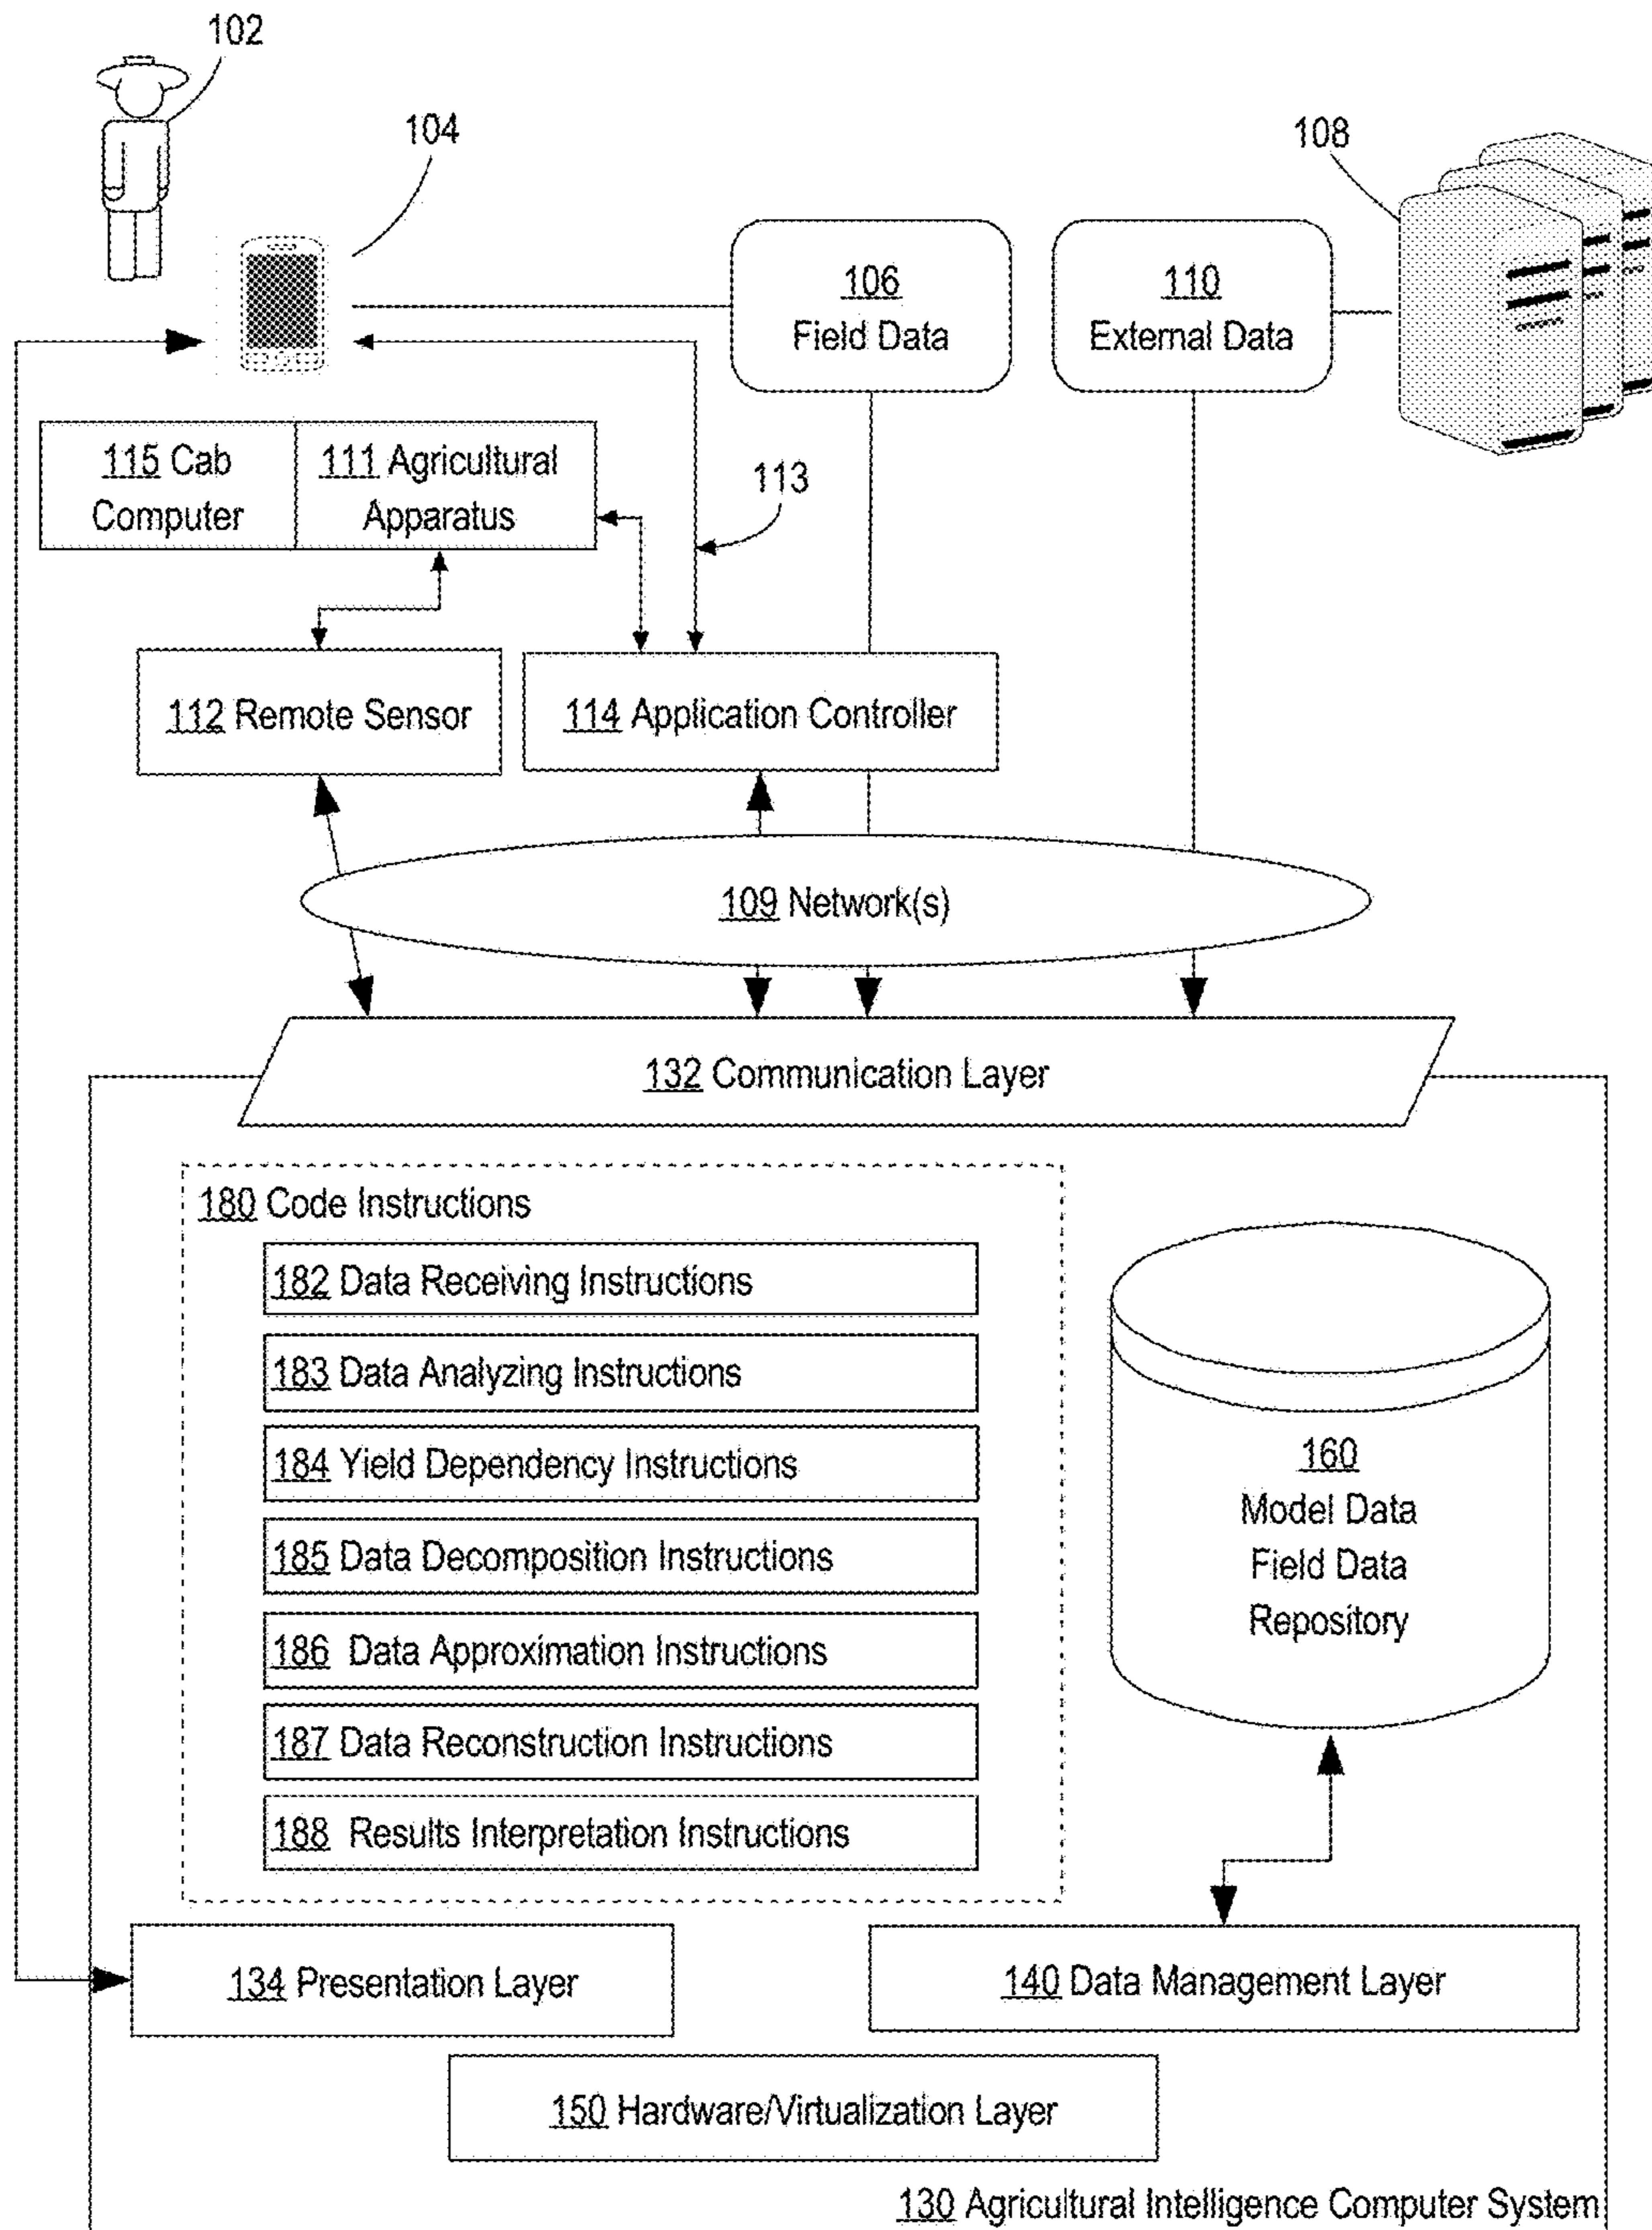 102
104
108
106
Field Data
110
External Data
115 Cab
Computer
111 Agricultural
Apparatus
113
112 Remote Sensor
114 Application Controller
109 Network(s)
132 Communication Layer
180 Code Instructions
182 Data Receiving Instructions
183 Data Analyzing Instructions
184 Yield Dependency Instructions
185 Data Decomposition Instructions
186 Data Approximation Instructions
187 Data Reconstruction Instructions
188 Results Interpretation Instructions
160
Model Data
Field Data
Repository
134 Presentation Layer
140 Data Management Layer
150 Hardware/Virtualization Layer
130 Agricultural Intelligence Computer System